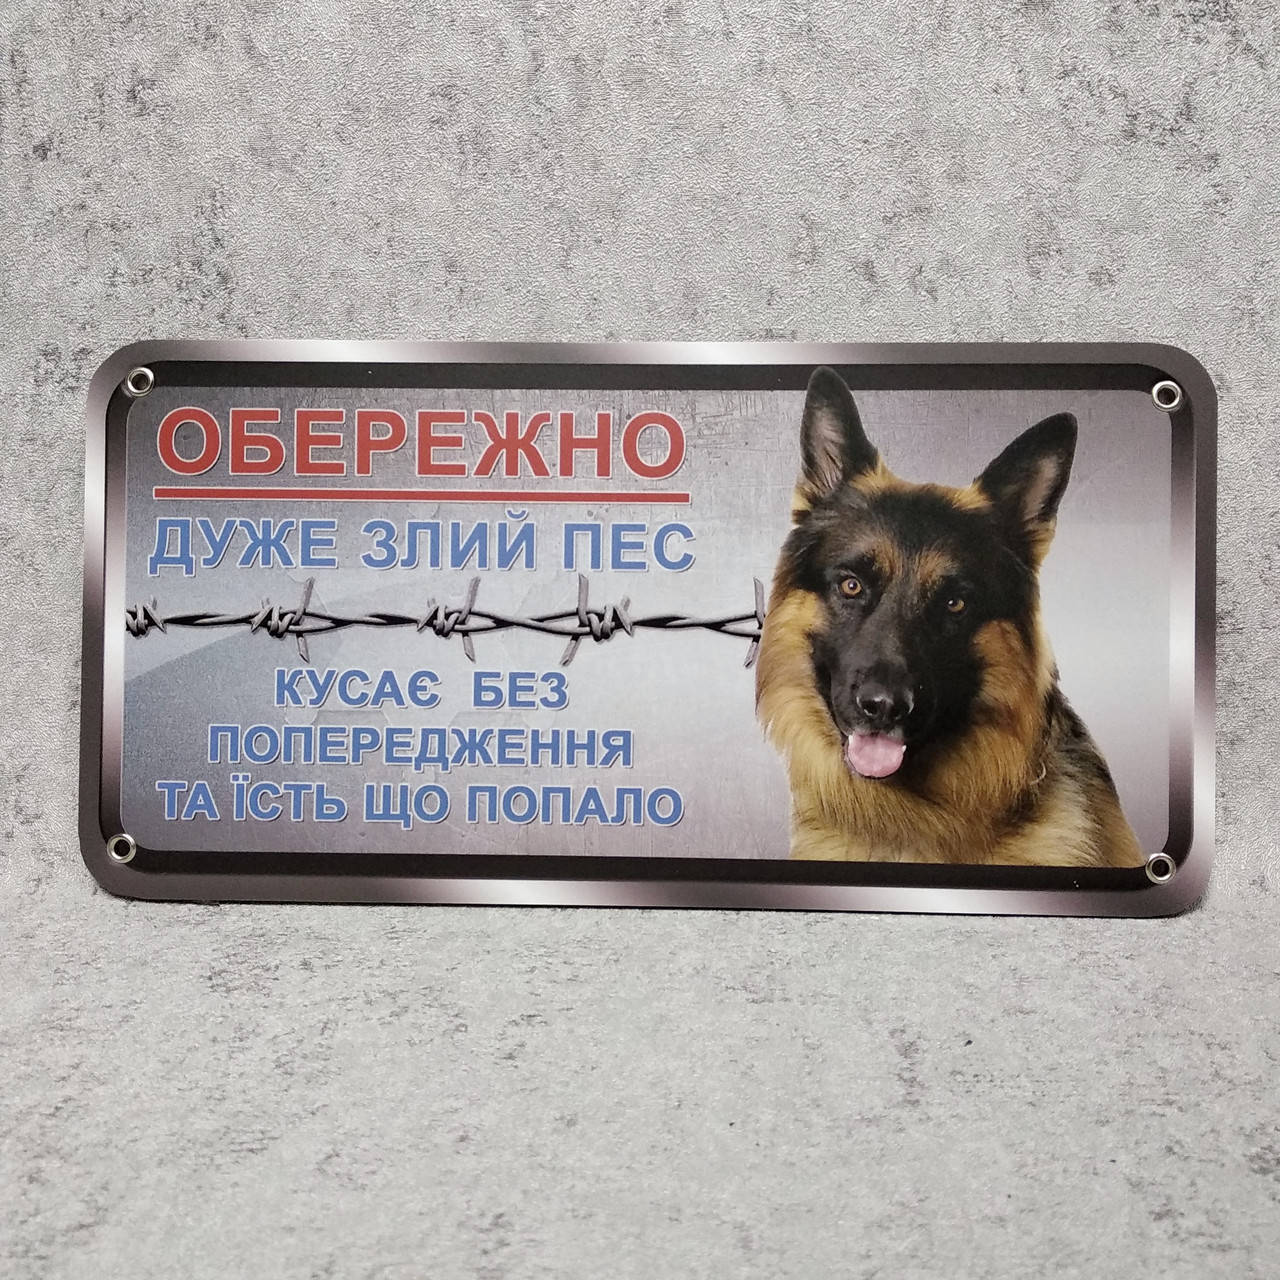 ОБЕРЕЖНО
ДУЖЕ ЗЛИЙ ПЕС
КУСАЄ БЕЗ
ПОПЕРЕДЖЕННЯ
ТА ЇСТЬ ЩО ПОПАЛО